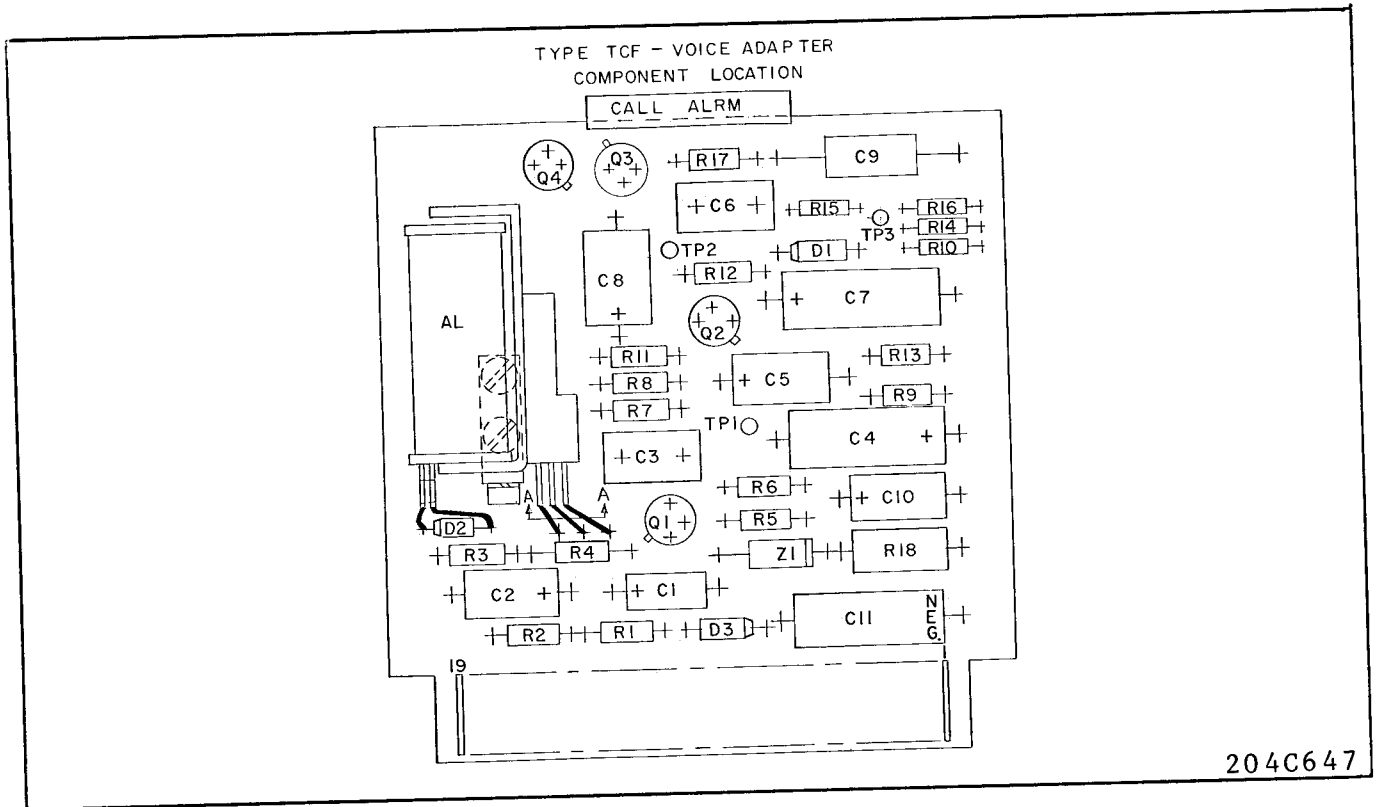 TYPE TCF - VOICE ADAPTER
COMPONENT LOCATION
CALL ALRM
Q4
Q3
R17
C9
C6
R15
TP3
R16
R14
R10
TP2
D1
C8
R12
C7
AL
Q2
R11
R13
C5
R8
R9
R7
TP1
C4
C3
R6
C10
A
A
Q1
R5
D2
R3
R4
Z1
R18
C2
C1
C11
NEG.
R2
R1
D3
19
204C647